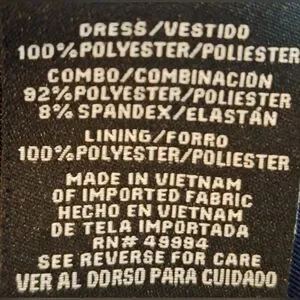 DRESS/VESTIDO
100% POLYESTER/POLIESTER
COMBO/COMBINACIÓN
92% POLYESTER/POLIESTER
8% SPANDEX/ELASTÁN
LINING/FORRO
100% POLYESTER/POLIESTER
MADE IN VIETNAM
OF IMPORTED FABRIC
HECHO EN VIETNAM
DE TELA IMPORTADA
RN# 49994
SEE REVERSE FOR CARE
VER AL DORSO PARA CUIDADO